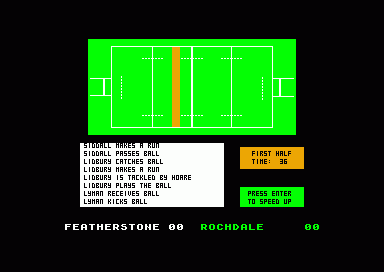 SIDDALL MAKES A RUN
SIDDALL PASSES BALL
LIDBURY CATCHES BALL
LIDBURY MAKES A RUN
LIDBURY IS TACKLED BY HOARE
LIDBURY PLAYS THE BALL
LYMAN RECEIVES BALL
LYMAN KICKS BALL
FIRST HALF
TIME: 36
PRESS ENTER
TO SPEED UP
FEATHERSTONE 00 ROCHDALE 00